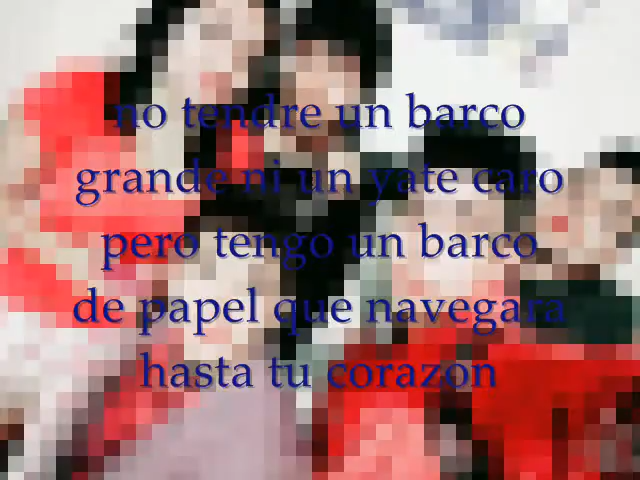 no tendre un barco
grande ni un yate caro
pero tengo un barco
de papel que navegara
hasta tu corazon